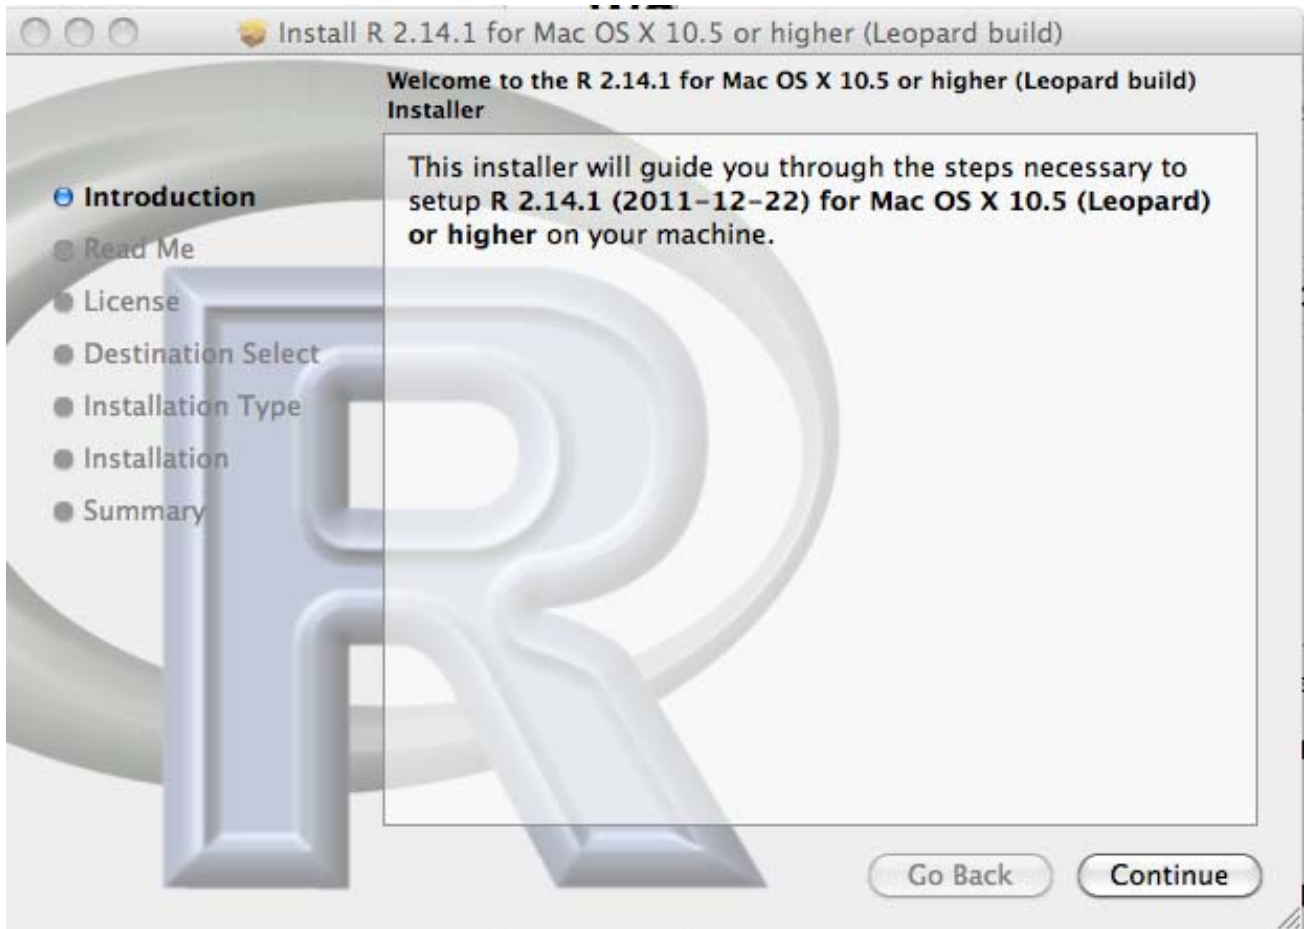 Install R 2.14.1 for Mac OS X 10.5 or higher (Leopard build)
Welcome to the R 2.14.1 for Mac OS X 10.5 or higher (Leopard build)
Installer
Introduction
Read Me
License
Destination Select
Installation Type
Installation
Summary
This installer will guide you through the steps necessary to
setup R 2.14.1 (2011-12-22) for Mac OS X 10.5 (Leopard)
or higher on your machine.
R
Go Back
Continue